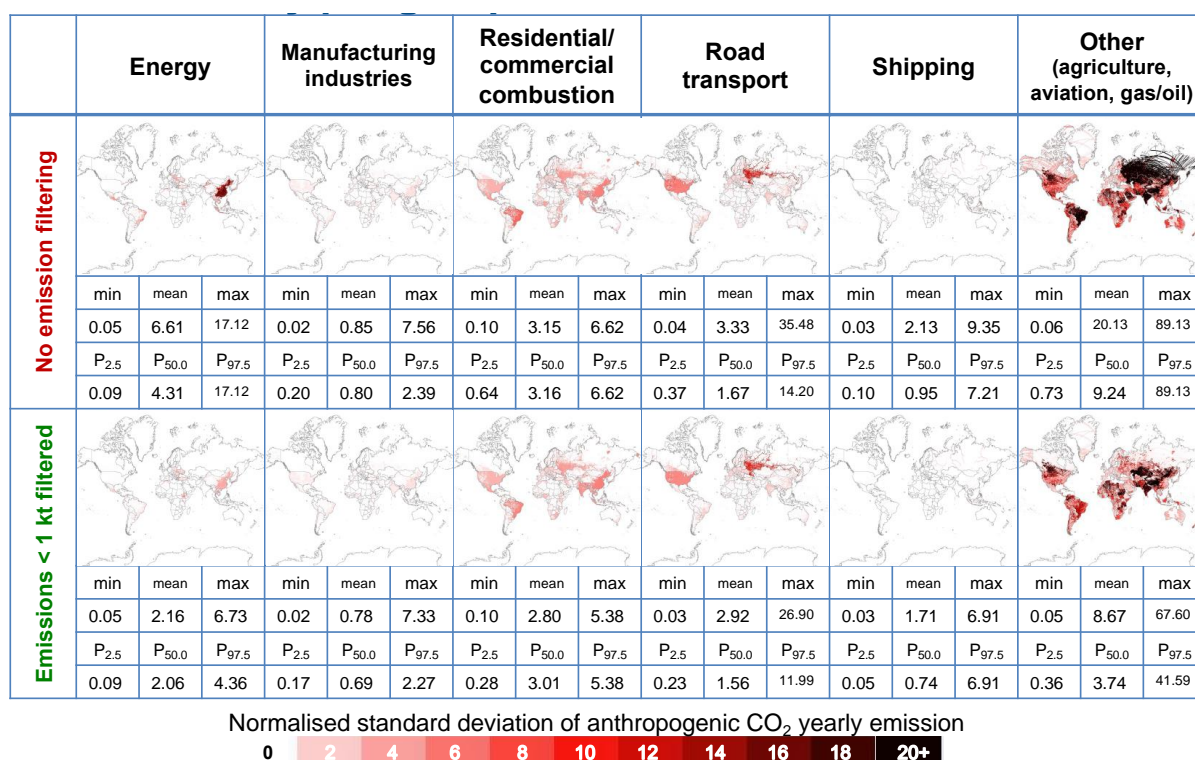 Energy
Manufacturing
industries
Residential/
commercial
combustion
Road
transport
Shipping
Other
(agriculture,
aviation, gas/oil)
No emission filtering
min mean max min mean max min mean max min mean max min mean max min mean max
0.05 6.61 17.12 0.02 0.85 7.56 0.10 3.15 6.62 0.04 3.33 35.48 0.03 2.13 9.35 0.06 20.13 89.13
P2.5 P50.0 P97.5 P2.5 P50.0 P97.5 P2.5 P50.0 P97.5 P2.5 P50.0 P97.5 P2.5 P50.0 P97.5 P2.5 P50.0 P97.5
0.09 4.31 17.12 0.20 0.80 2.39 0.64 3.16 6.62 0.37 1.67 14.20 0.10 0.95 7.21 0.73 9.24 89.13
Emissions < 1 kt filtered
min mean max min mean max min mean max min mean max min mean max min mean max
0.05 2.16 6.73 0.02 0.78 7.33 0.10 2.80 5.38 0.03 2.92 26.90 0.03 1.71 6.91 0.05 8.67 67.60
P2.5 P50.0 P97.5 P2.5 P50.0 P97.5 P2.5 P50.0 P97.5 P2.5 P50.0 P97.5 P2.5 P50.0 P97.5 P2.5 P50.0 P97.5
0.09 2.06 4.36 0.17 0.69 2.27 0.28 3.01 5.38 0.23 1.56 11.99 0.05 0.74 6.91 0.36 3.74 41.59
Normalised standard deviation of anthropogenic CO2 yearly emission
0 2 4 6 8 10 12 14 16 18 20+